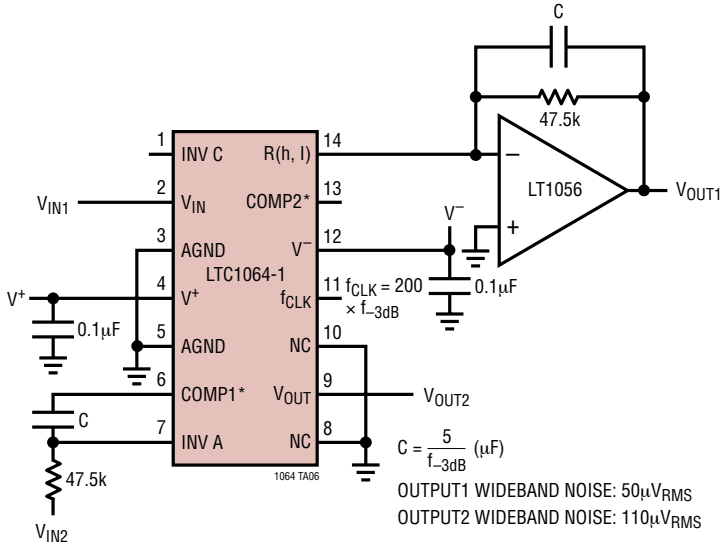 C
47.5k
LT1056
−
+
V_OUT1
1 INV C R(h, I) 14
V_IN1 2 V_IN COMP2* 13
3 AGND V⁻ 12 V⁻
LTC1064-1
V⁺ 4 V⁺ f_CLK 11 f_CLK = 200 × f_–3dB 0.1µF
0.1µF
5 AGND NC 10
6 COMP1* V_OUT 9 V_OUT2
C
7 INV A NC 8
47.5k
V_IN2
1064 TA06
C = 5 / f_–3dB (µF)
OUTPUT1 WIDEBAND NOISE: 50µV_RMS
OUTPUT2 WIDEBAND NOISE: 110µV_RMS